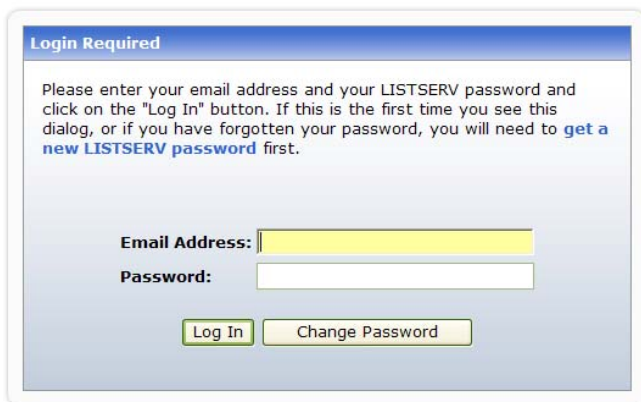 Login Required
Please enter your email address and your LISTSERV password and
click on the "Log In" button. If this is the first time you see this
dialog, or if you have forgotten your password, you will need to get a
new LISTSERV password first.
Email Address:
Password:
Log In Change Password